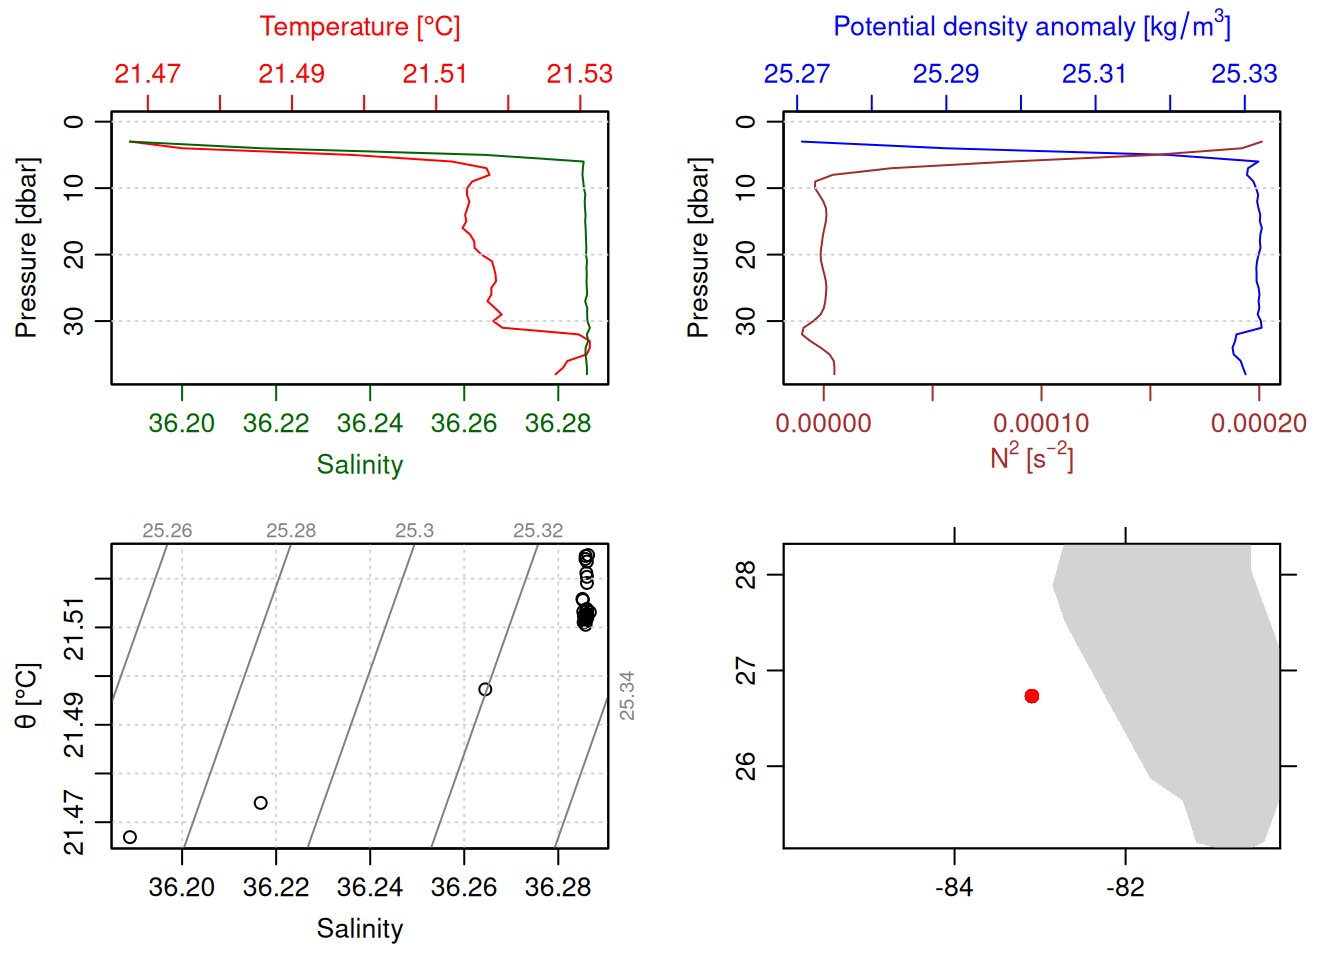 Temperature [°C]
21.47 21.49 21.51 21.53
Pressure [dbar]
0 10 20 30
36.20 36.22 36.24 36.26 36.28
Salinity
Potential density anomaly [kg/m³]
25.27 25.29 25.31 25.33
Pressure [dbar]
0 10 20 30
0.00000 0.00010 0.00020
N² [s⁻²]
25.26 25.28 25.3 25.32
25.34
θ [°C]
21.51 21.49 21.47
36.20 36.22 36.24 36.26 36.28
Salinity
28 27 26
-84 -82